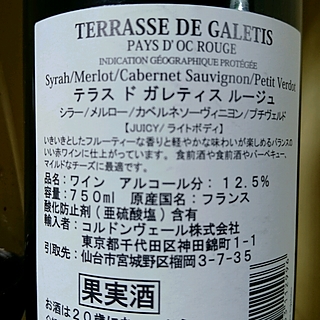 TERRASSE DE GALETIS
PAYS D' OC ROUGE
INDICATION GÉOGRAPHIQUE PROTÉGÉE
Syrah/Merlot/Cabernet Sauvignon/Petit Verdot
テラス ド ガレティス ルージュ
シラー/メルロー/カベルネソーヴィニヨン/プチヴェルド
【JUICY/ライトボディ】
いきいきとしたフルーティーな香りと軽やかな味わいが楽しめるバランスの
いい赤ワインに仕上がっています。食前酒や食前酒やバーベキュー、
マイルドなチーズに最適です。
品名:ワイン アルコール分: 12.5%
容量:750ml 原産国名:フランス
酸化防止剤(亜硫酸塩)含有
輸入者:コルドンヴェール株式会社
東京都千代田区神田錦町1-1
引取先:仙台市宮城野区榴岡3-7-35
果実酒
お酒は20歳に